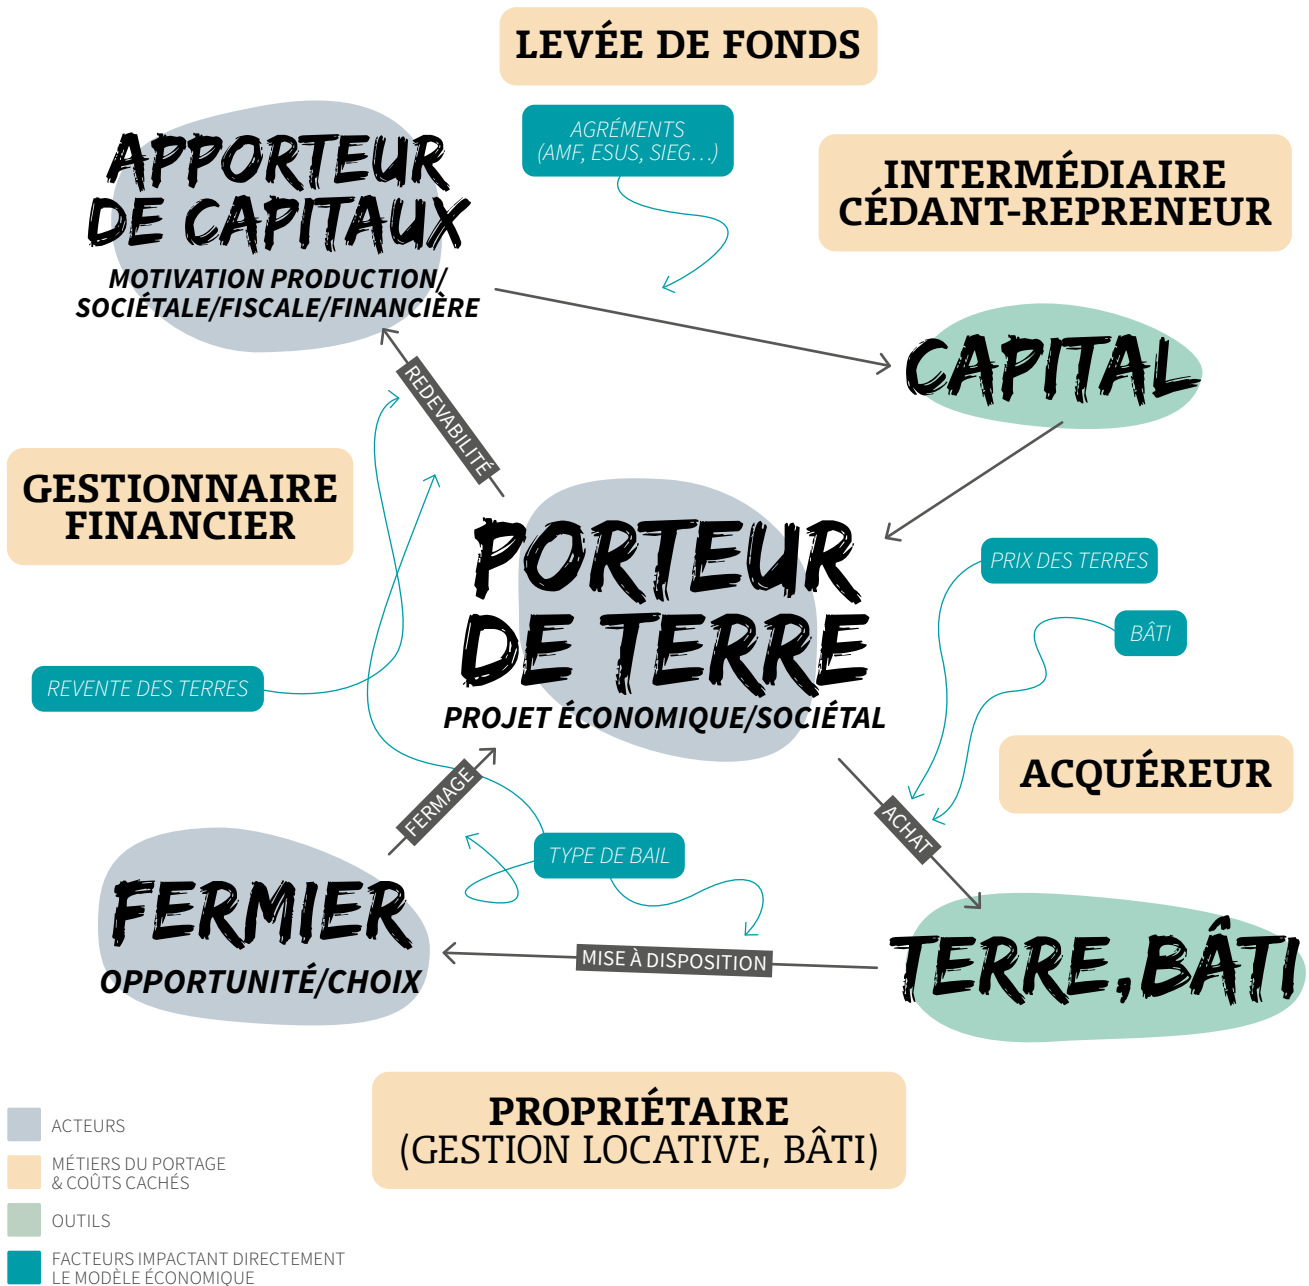 LEVÉE DE FONDS
AGRÉMENTS
(AMF, ESUS, SIEG…)
INTERMÉDIAIRE
CÉDANT-REPRENEUR
APPORTEUR
DE CAPITAUX
MOTIVATION PRODUCTION/
SOCIÉTALE/FISCALE/FINANCIÈRE
CAPITAL
REDEVABILITÉ
GESTIONNAIRE
FINANCIER
PORTEUR
DE TERRE
PROJET ÉCONOMIQUE/SOCIÉTAL
PRIX DES TERRES
BÂTI
REVENTE DES TERRES
ACQUÉREUR
FERMAGE
ACHAT
TYPE DE BAIL
FERMIER
OPPORTUNITÉ/CHOIX
MISE À DISPOSITION
TERRE, BÂTI
PROPRIÉTAIRE
(GESTION LOCATIVE, BÂTI)
ACTEURS
MÉTIERS DU PORTAGE
& COÛTS CACHÉS
OUTILS
FACTEURS IMPACTANT DIRECTEMENT
LE MODÈLE ÉCONOMIQUE